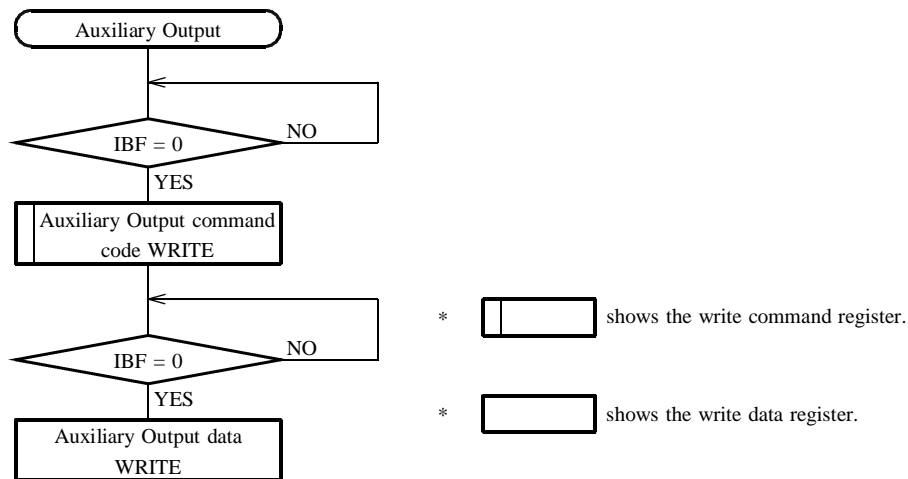 Auxiliary Output
IBF = 0
NO
YES
Auxiliary Output command
code WRITE
IBF = 0
NO
YES
Auxiliary Output data
WRITE
* shows the write command register.
* shows the write data register.